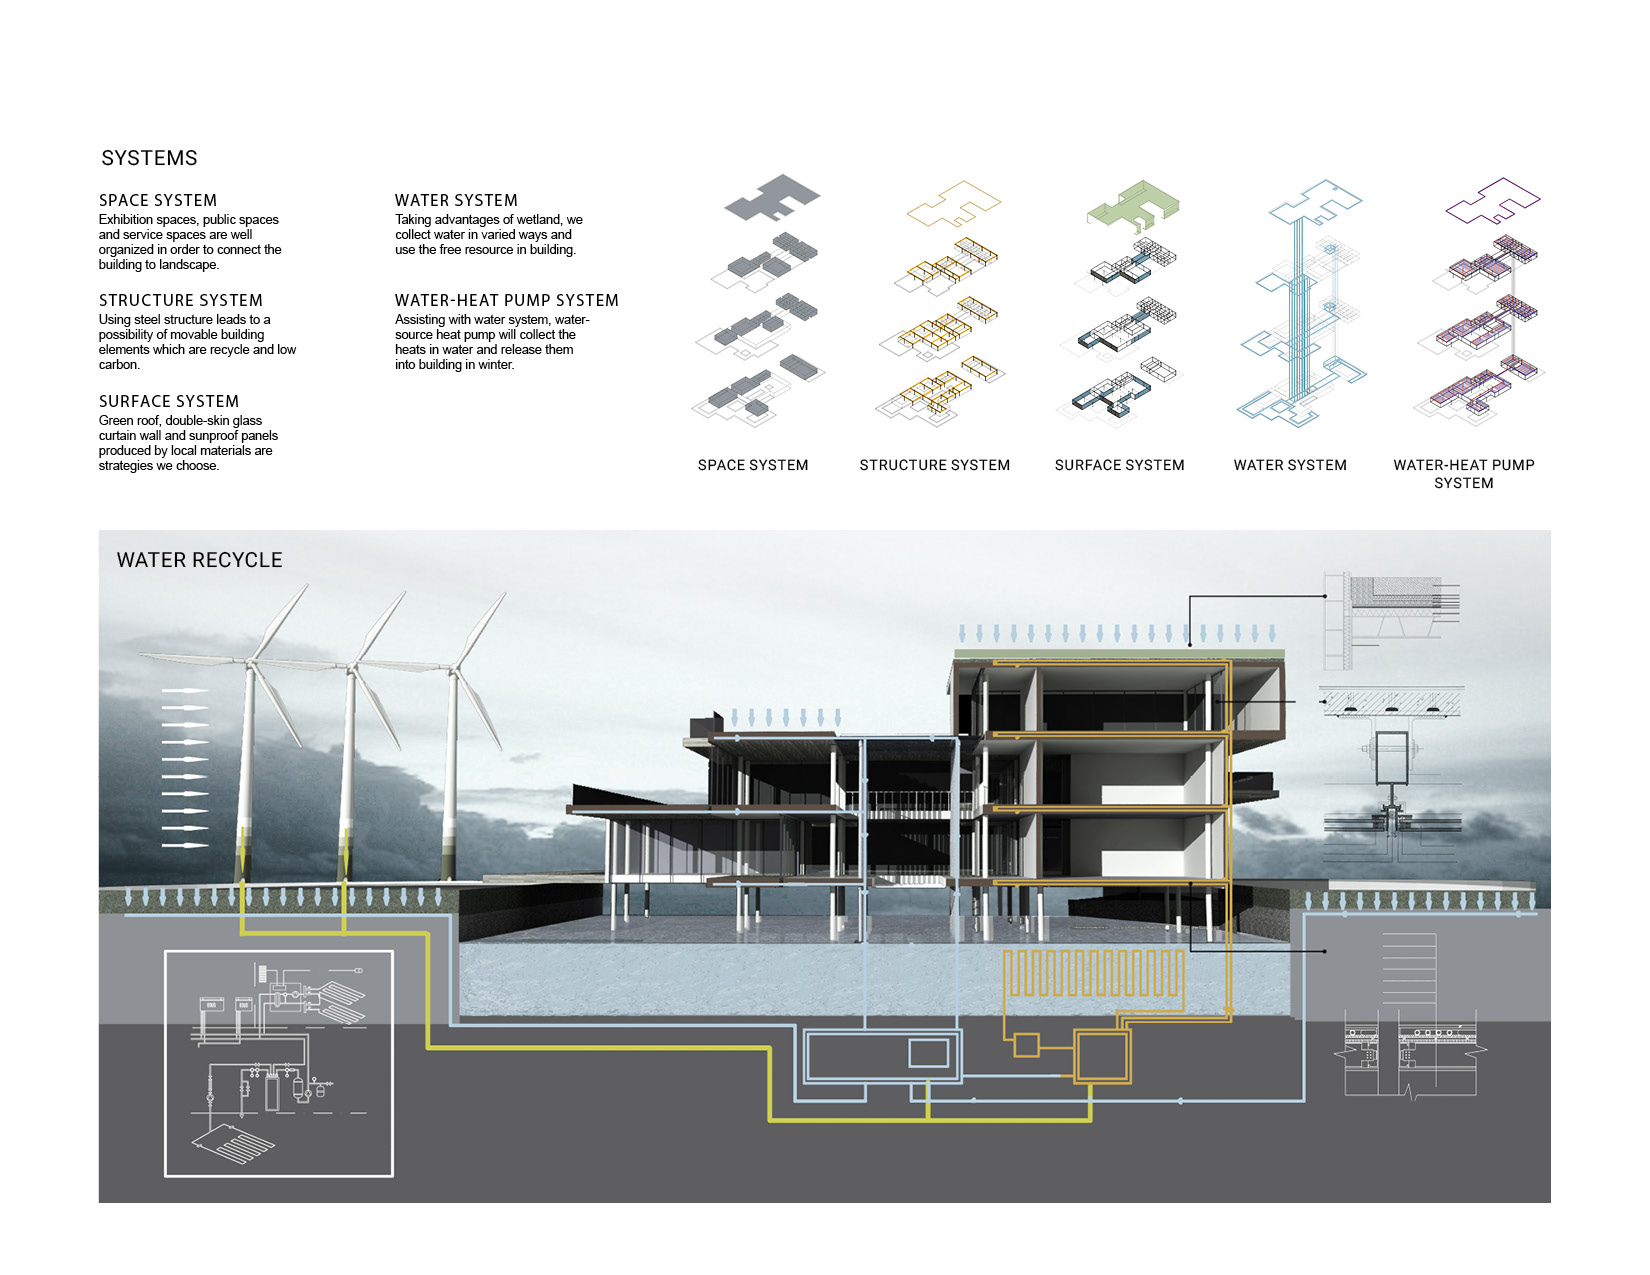 SYSTEMS
SPACE SYSTEM
Exhibition spaces, public spaces
and service spaces are well
organized in order to connect the
building to landscape.
STRUCTURE SYSTEM
Using steel structure leads to a
possibility of movable building
elements which are recycle and low
carbon.
SURFACE SYSTEM
Green roof, double-skin glass
curtain wall and sunproof panels
produced by local materials are
strategies we choose.
WATER SYSTEM
Taking advantages of wetland, we
collect water in varied ways and
use the free resource in building.
WATER-HEAT PUMP SYSTEM
Assisting with water system, water-
source heat pump will collect the
heats in water and release them
into building in winter.
SPACE SYSTEM
STRUCTURE SYSTEM
SURFACE SYSTEM
WATER SYSTEM
WATER-HEAT PUMP
SYSTEM
WATER RECYCLE